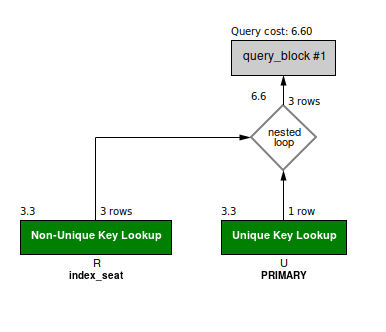 Query cost: 6.60
query_block #1
6.6
3 rows
nested
loop
3.3
3 rows
3.3
1 row
Non-Unique Key Lookup
Unique Key Lookup
R
U
index_seat
PRIMARY